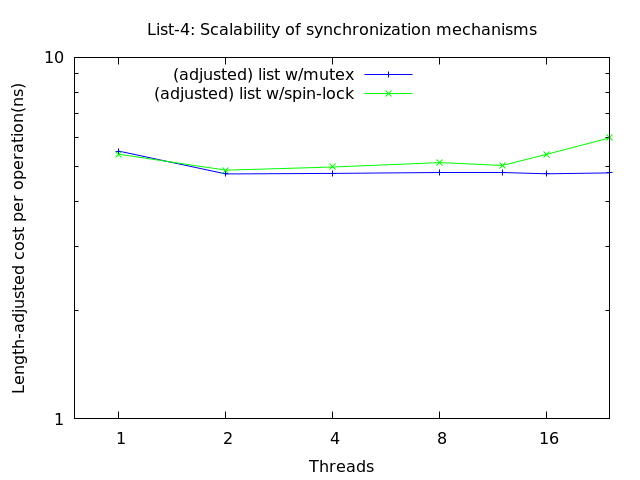 List-4: Scalability of synchronization mechanisms
10
(adjusted) list w/mutex
(adjusted) list w/spin-lock
Length-adjusted cost per operation(ns)
1
1 2 4 8 16
Threads